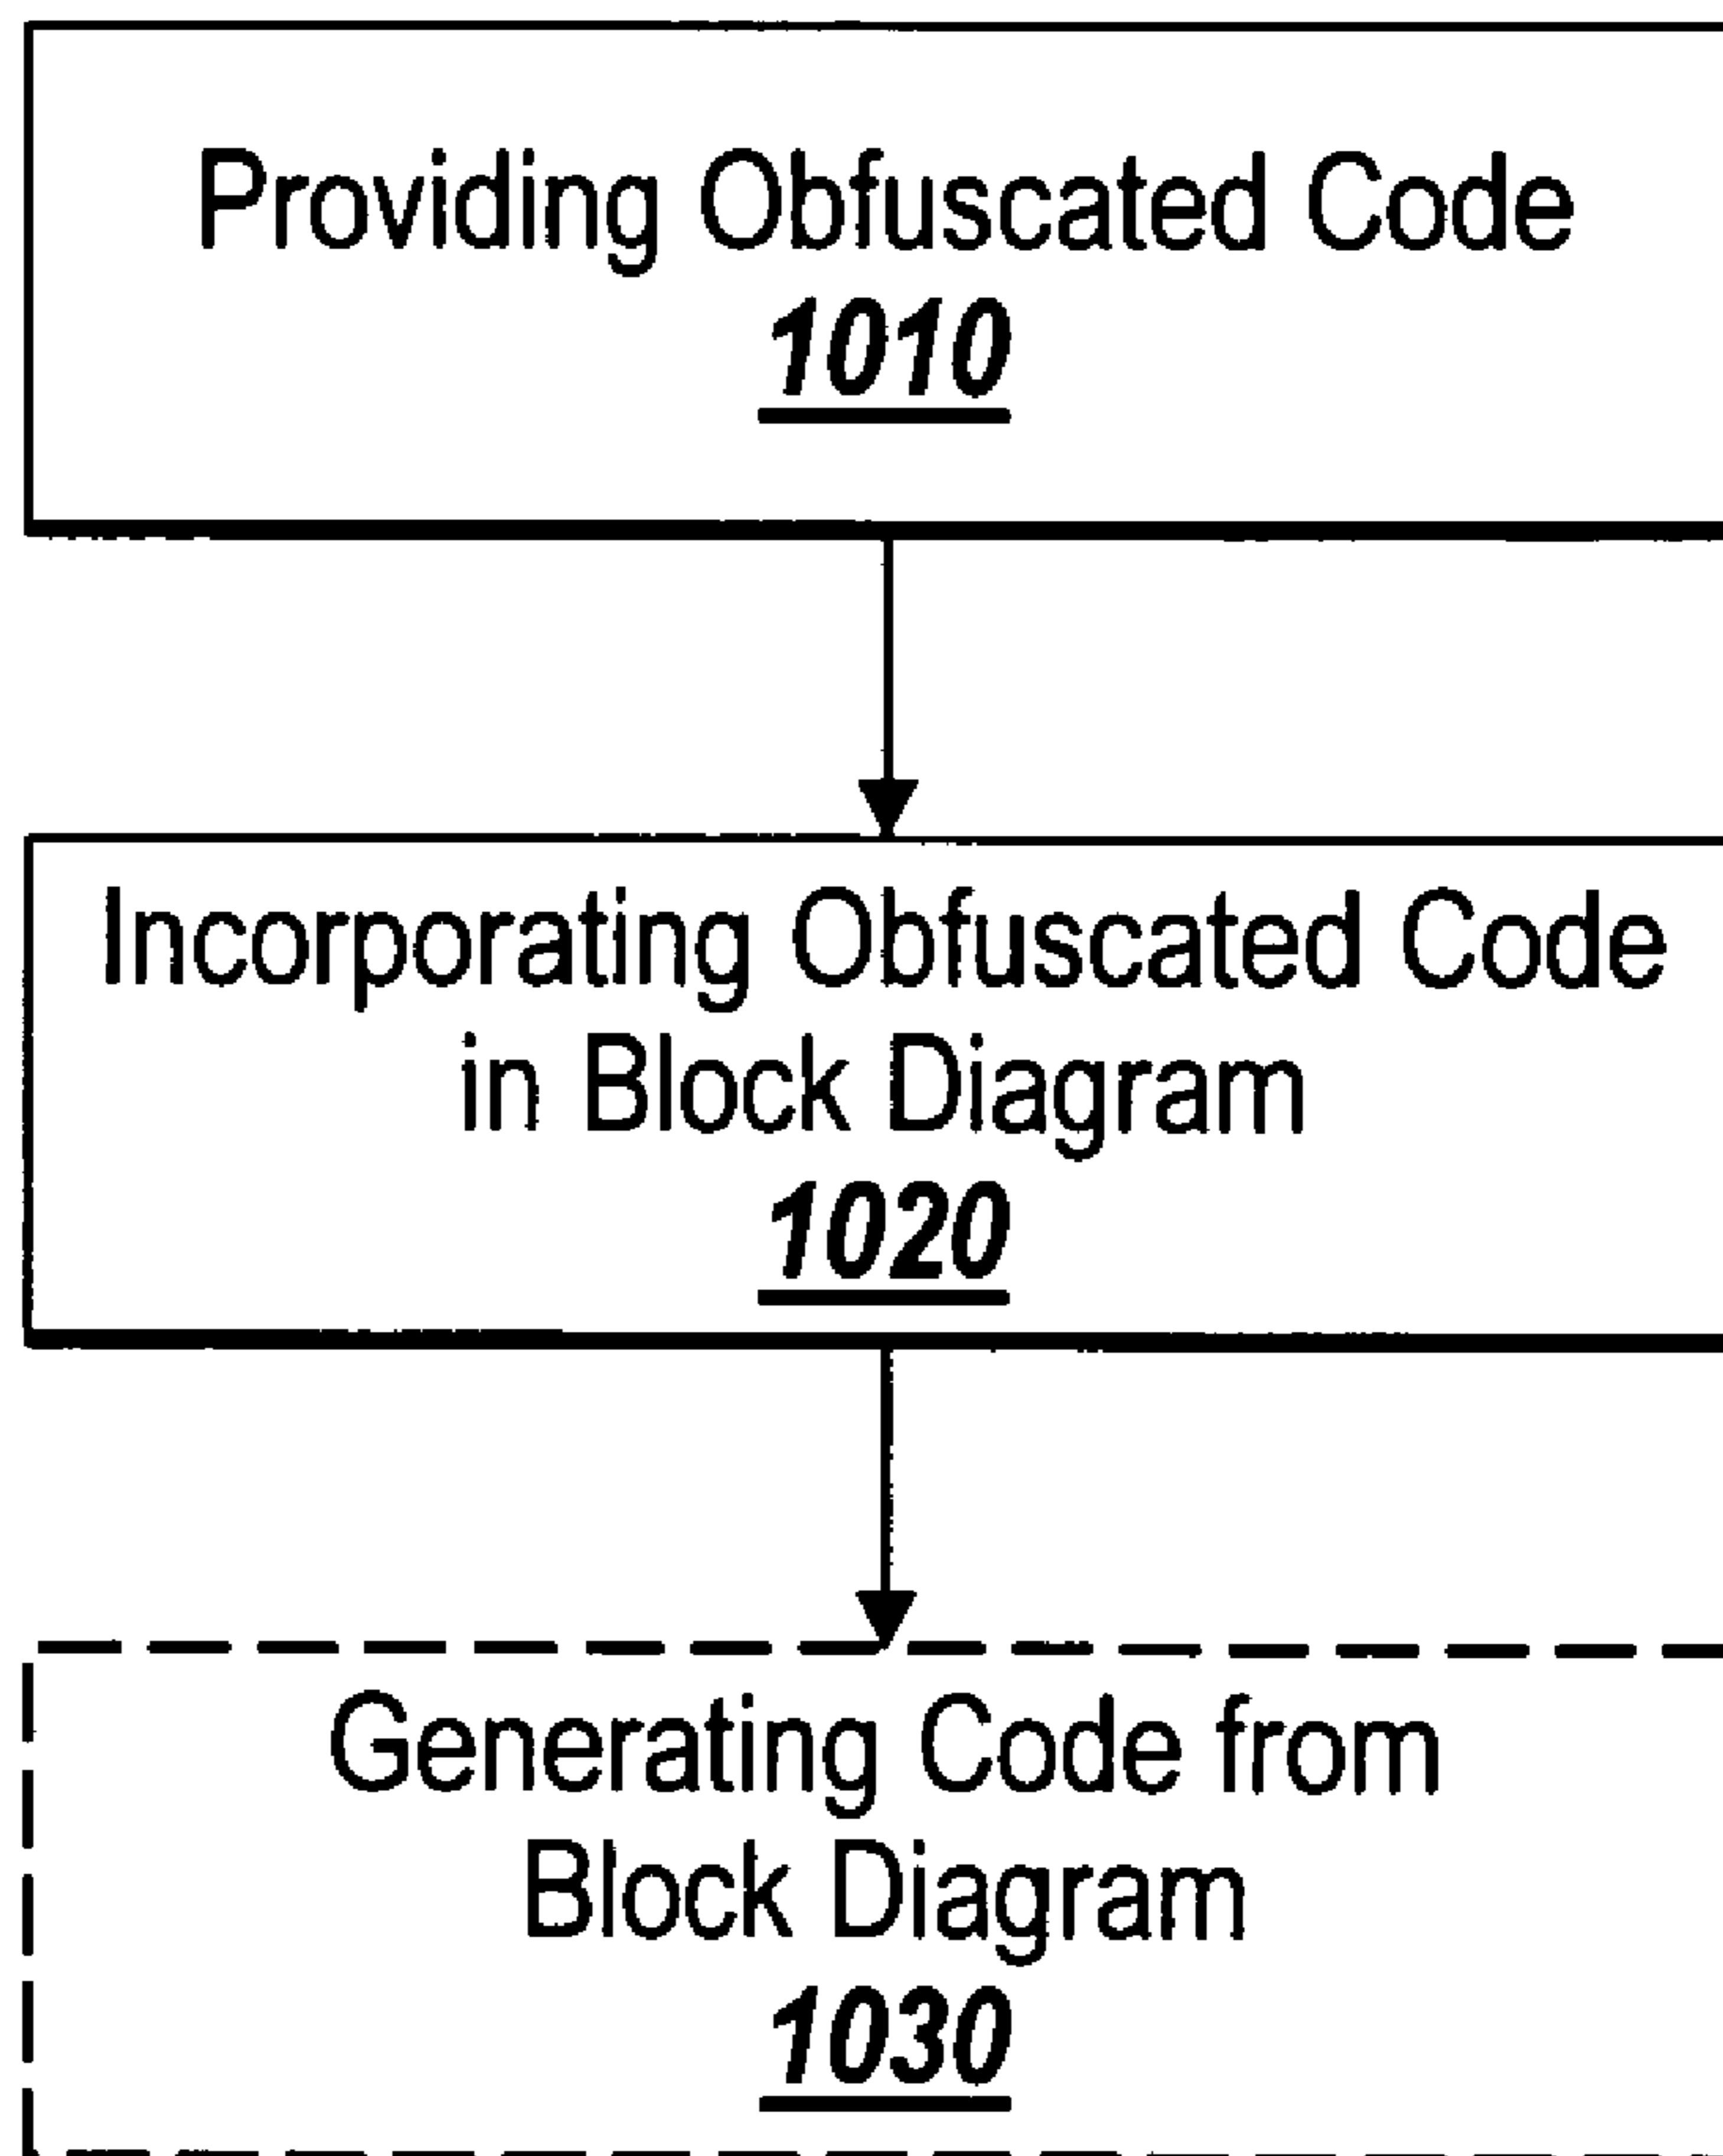 Providing Obfuscated Code
1010
Incorporating Obfuscated Code
in Block Diagram
1020
Generating Code from
Block Diagram
1030